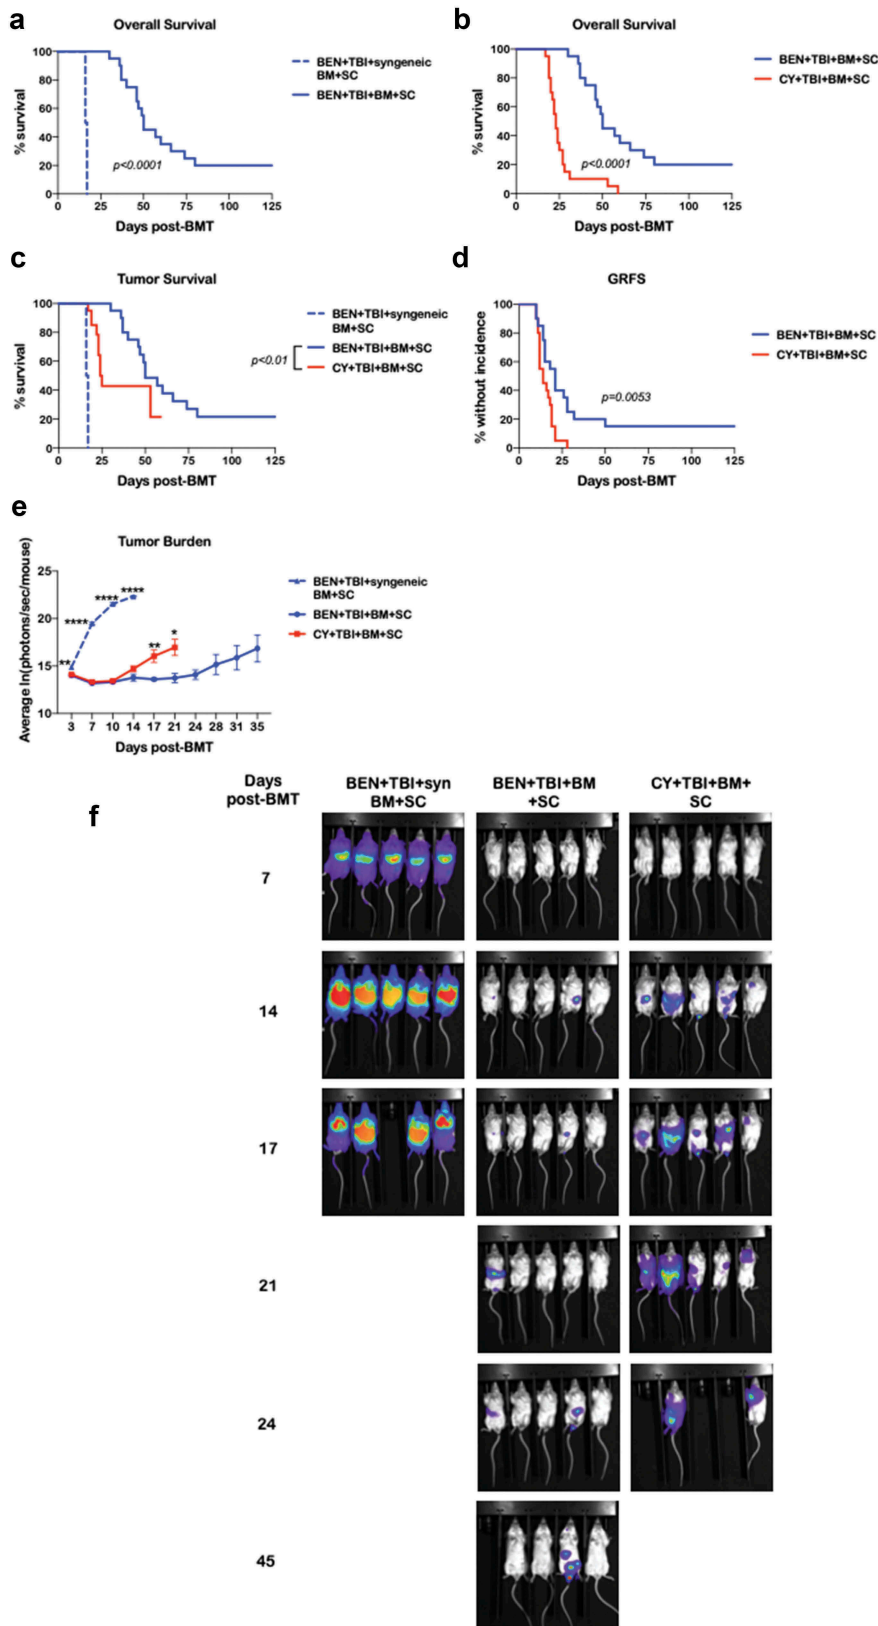 a
Overall Survival
% survival
100
80
60
40
20
0
0 25 50 75 100 125
Days post-BMT
p<0.0001
BEN+TBI+syngeneic
BM+SC
BEN+TBI+BM+SC
b
Overall Survival
% survival
100
80
60
40
20
0
0 25 50 75 100 125
Days post-BMT
p<0.0001
BEN+TBI+BM+SC
CY+TBI+BM+SC
c
Tumor Survival
% survival
100
80
60
40
20
0
0 25 50 75 100 125
Days post-BMT
BEN+TBI+syngeneic
BM+SC
p<0.01
BEN+TBI+BM+SC
CY+TBI+BM+SC
d
GRFS
% without incidence
100
80
60
40
20
0
0 25 50 75 100 125
Days post-BMT
p=0.0053
BEN+TBI+BM+SC
CY+TBI+BM+SC
e
Tumor Burden
Average ln(photons/sec/mouse)
25
20
15
10
** **** **** ****
** *
3 7 10 14 17 21 24 28 31 35
Days post-BMT
BEN+TBI+syngeneic
BM+SC
BEN+TBI+BM+SC
CY+TBI+BM+SC
f
Days
post-BMT
BEN+TBI+syn
BM+SC
BEN+TBI+BM
+SC
CY+TBI+BM+
SC
7
14
17
21
24
45